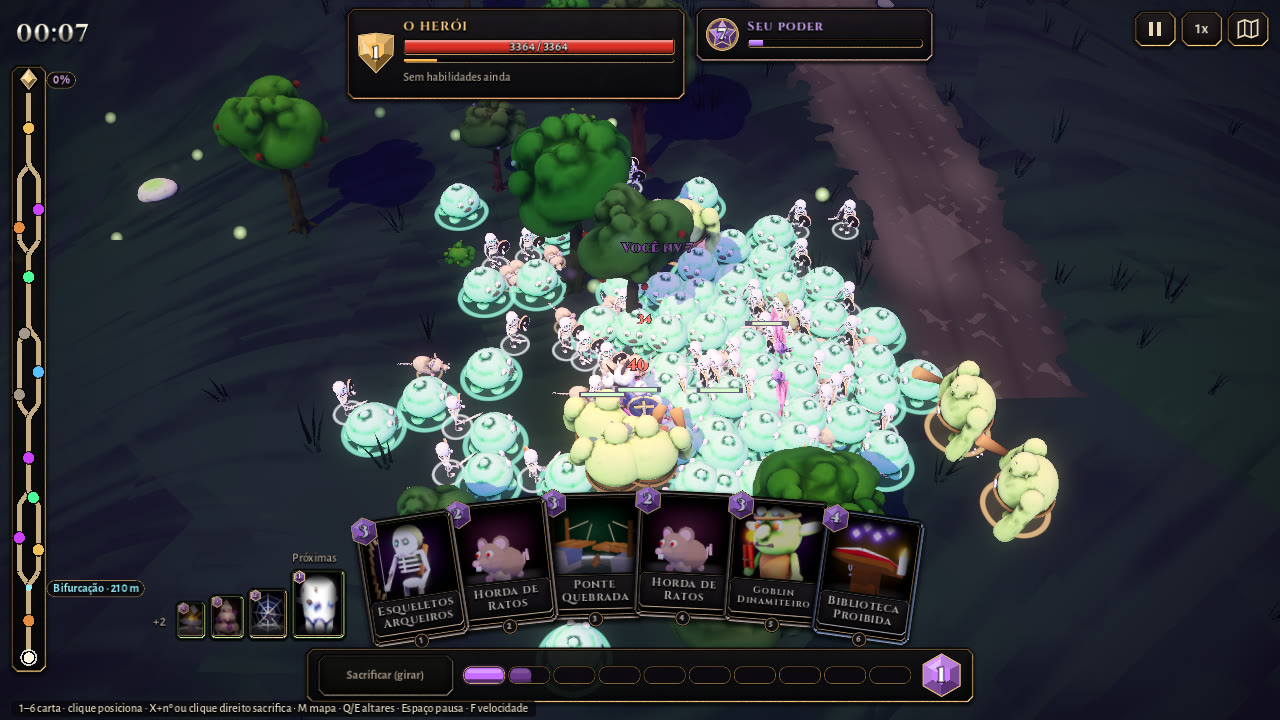 00:07
O HERÓI
1
3364 / 3364
Sem habilidades ainda
7
SEU PODER
1x
0%
VOCÊ NV 7
34
40
Bifurcação · 210 m
Próximas
+2
3
ESQUELETOS ARQUEIROS
1
2
HORDA DE RATOS
2
3
PONTE QUEBRADA
3
2
HORDA DE RATOS
4
3
GOBLIN DINAMITEIRO
5
4
BIBLIOTECA PROIBIDA
6
Sacrificar (girar)
1
1–6 carta · clique posiciona · X+nº ou clique direito sacrifica · M mapa · Q/E altares · Espaço pausa · F velocidade